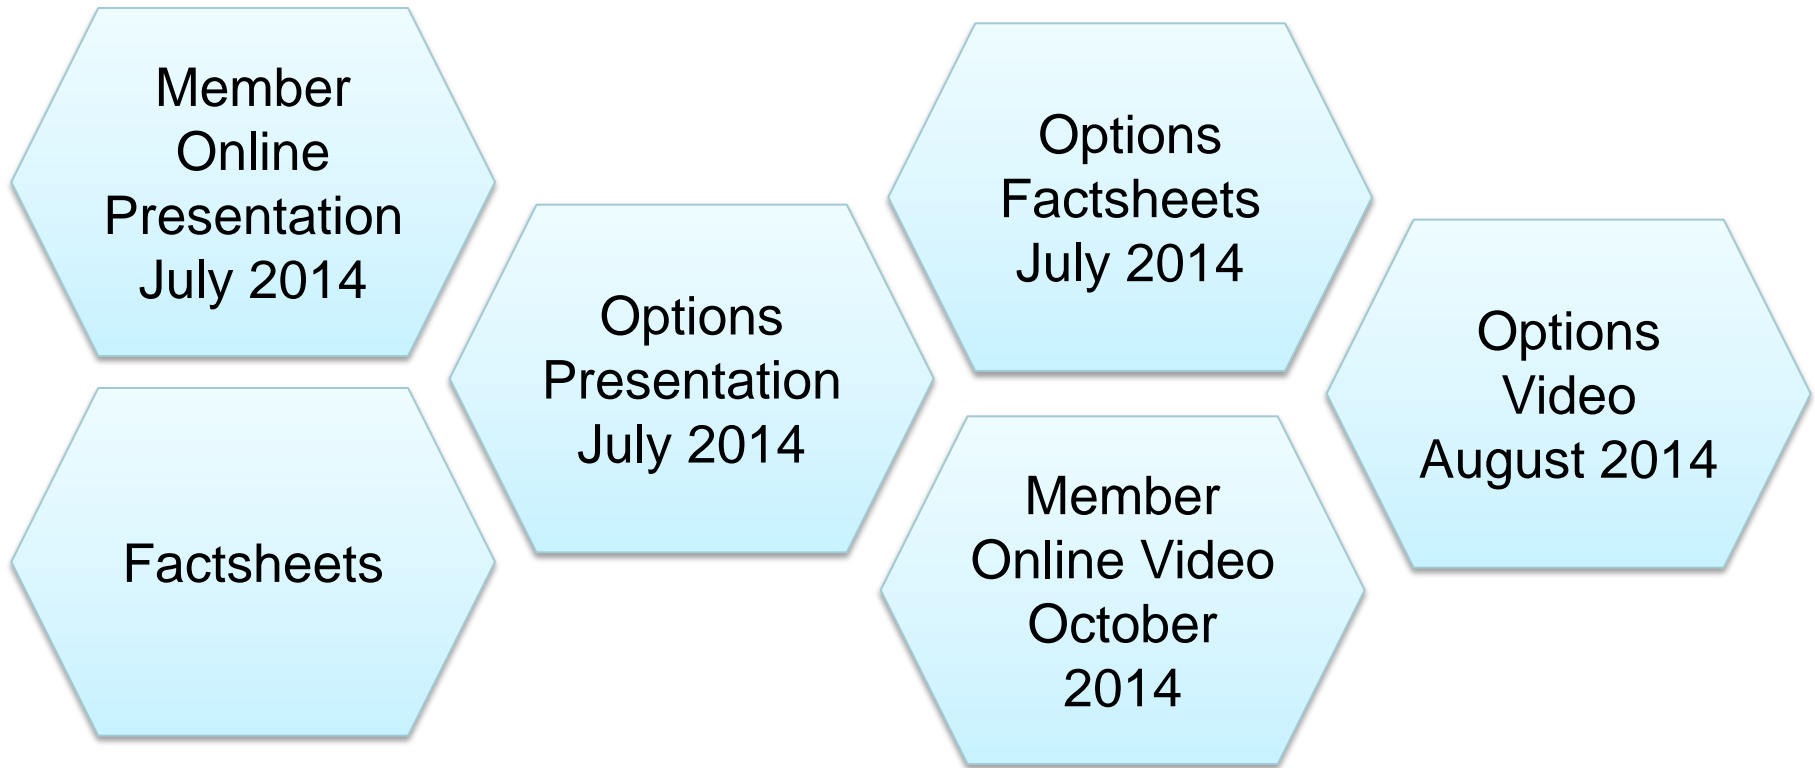 Member
Online
Presentation
July 2014
Factsheets
Options
Presentation
July 2014
Options
Factsheets
July 2014
Member
Online Video
October
2014
Options
Video
August 2014